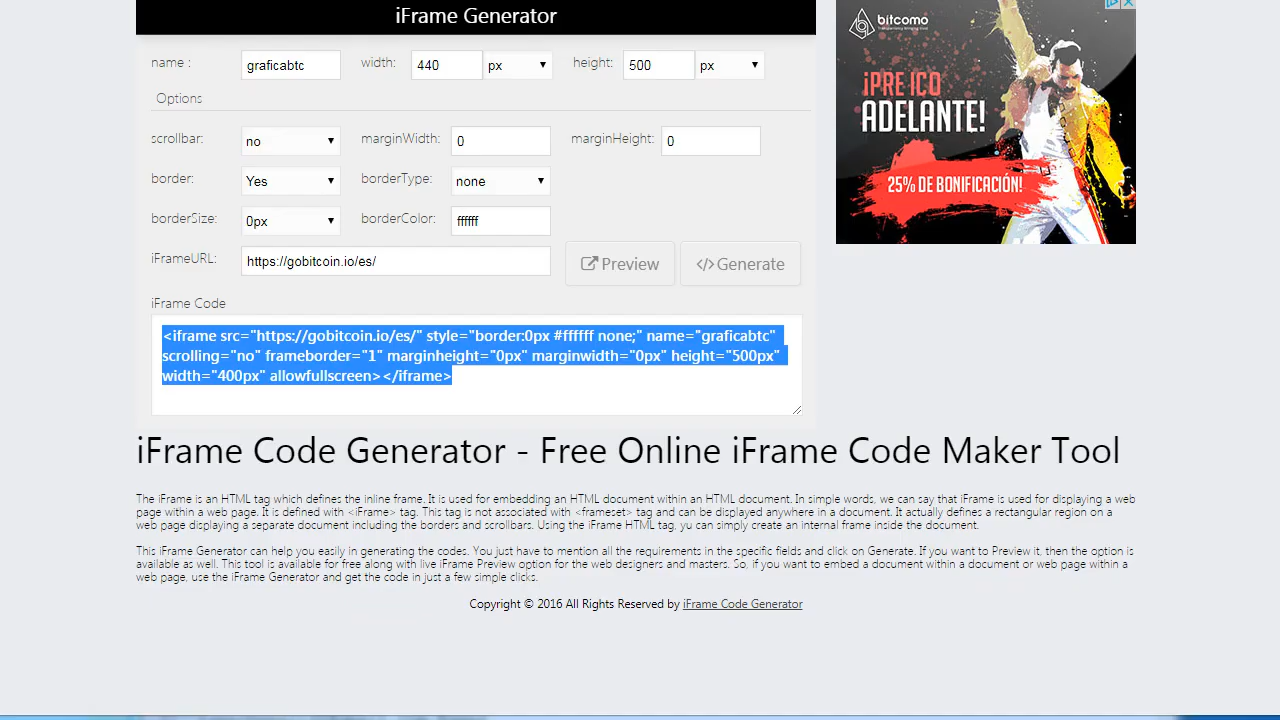 iFrame Generator
name : graficabtc width: 440 px height: 500 px
Options
scrollbar: no marginWidth: 0 marginHeight: 0
border: Yes borderType: none
borderSize: 0px borderColor: ffffff
iFrameURL: https://gobitcoin.io/es/ Preview </> Generate
iFrame Code
<iframe src="https://gobitcoin.io/es/" style="border:0px #ffffff none;" name="graficabtc"
scrolling="no" frameborder="1" marginheight="0px" marginwidth="0px" height="500px"
width="400px" allowfullscreen></iframe>
bitcomo
¡PRE ICO
ADELANTE!
25% DE BONIFICACIÓN!
iFrame Code Generator - Free Online iFrame Code Maker Tool
The iFrame is an HTML tag which defines the inline frame. It is used for embedding an HTML document within an HTML document. In simple words, we can say that iFrame is used for displaying a web
page within a web page. It is defined with <iFrame> tag. This tag is not associated with <frameset> tag and can be displayed anywhere in a document. It actually defines a rectangular region on a
web page displaying a separate document including the borders and scrollbars. Using the iFrame HTML tag, yu can simply create an internal frame inside the document.
This iFrame Generator can help you easily in generating the codes. You just have to mention all the requirements in the specific fields and click on Generate. If you want to Preview it, then the option is
available as well. This tool is available for free along with live iFrame Preview option for the web designers and masters. So, if you want to embed a document within a document or web page within a
web page, use the iFrame Generator and get the code in just a few simple clicks.
Copyright © 2016 All Rights Reserved by iFrame Code Generator